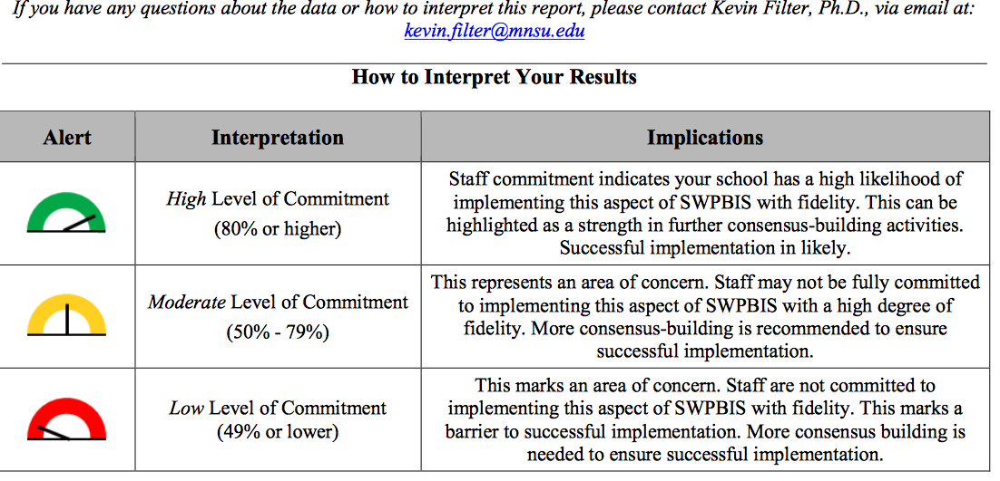 If you have any questions about the data or how to interpret this report, please contact Kevin Filter, Ph.D., via email at:
kevin.filter@mnsu.edu
How to Interpret Your Results
Alert
Interpretation
Implications
High Level of Commitment
(80% or higher)
Staff commitment indicates your school has a high likelihood of
implementing this aspect of SWPBIS with fidelity. This can be
highlighted as a strength in further consensus-building activities.
Successful implementation in likely.
Moderate Level of Commitment
(50% - 79%)
This represents an area of concern. Staff may not be fully committed
to implementing this aspect of SWPBIS with a high degree of
fidelity. More consensus-building is recommended to ensure
successful implementation.
Low Level of Commitment
(49% or lower)
This marks an area of concern. Staff are not committed to
implementing this aspect of SWPBIS with fidelity. This marks a
barrier to successful implementation. More consensus building is
needed to ensure successful implementation.